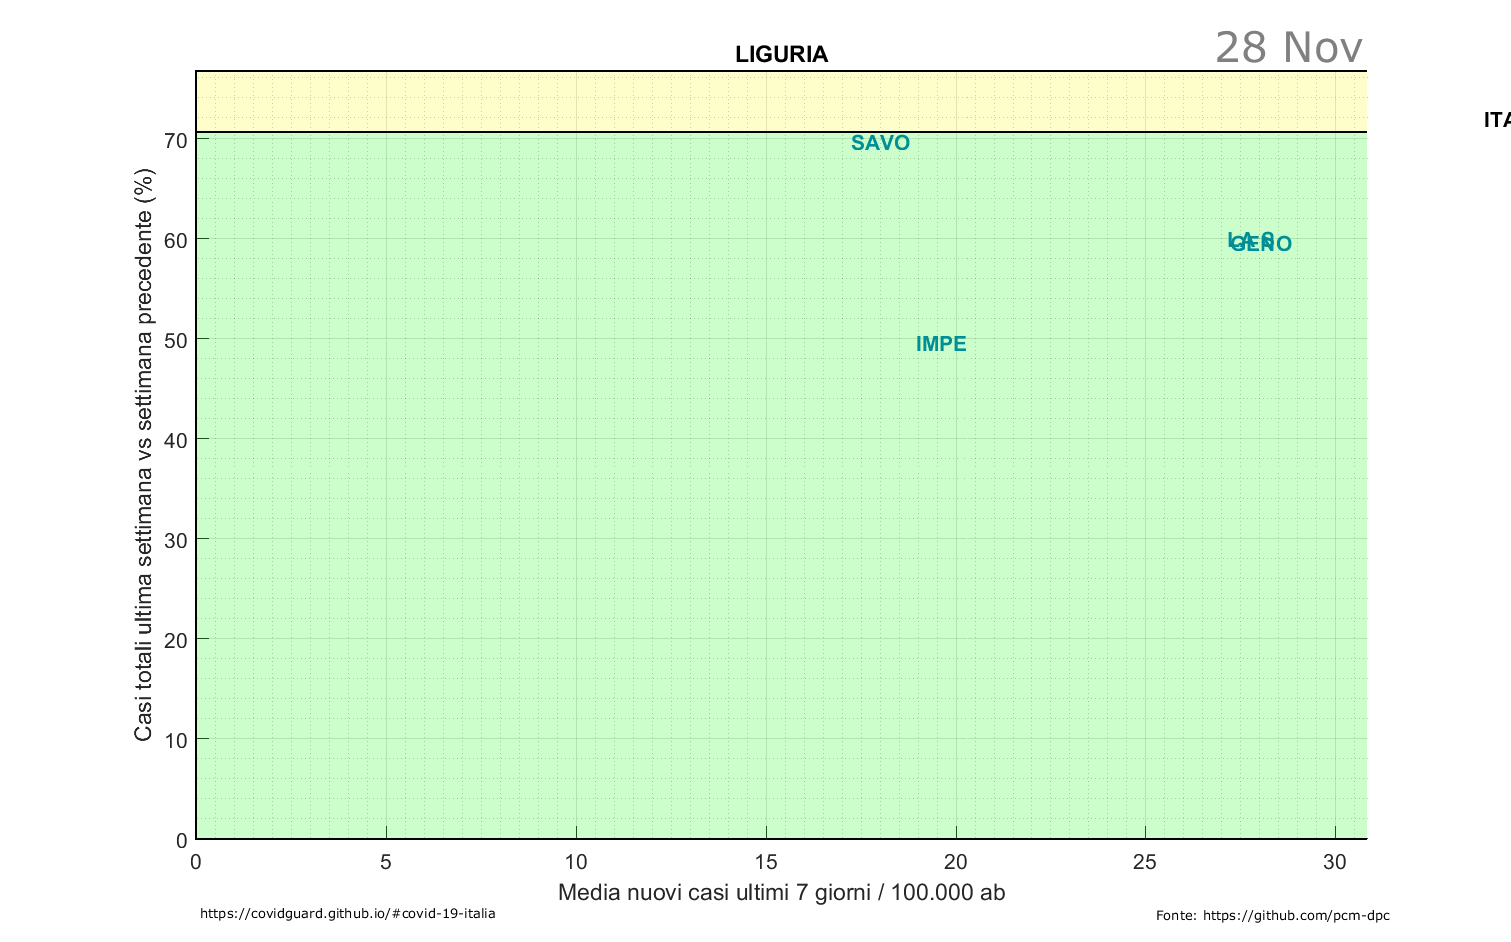 28 Nov
LIGURIA
ITA
70
SAVO
60
LA S
GENO
50
IMPE
40
30
20
10
0
Casi totali ultima settimana vs settimana precedente (%)
0 5 10 15 20 25 30
Media nuovi casi ultimi 7 giorni / 100.000 ab
https://covidguard.github.io/#covid-19-italia
Fonte: https://github.com/pcm-dpc